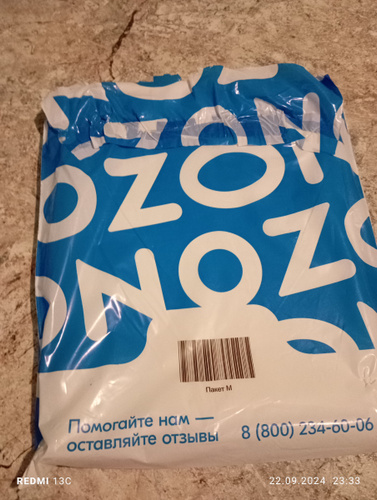 OZON
OZON
ONOZO
Пакет М
Помогайте нам —
оставляйте отзывы
8 (800) 234-60-06
REDMI 13C
22.09.2024 23:33